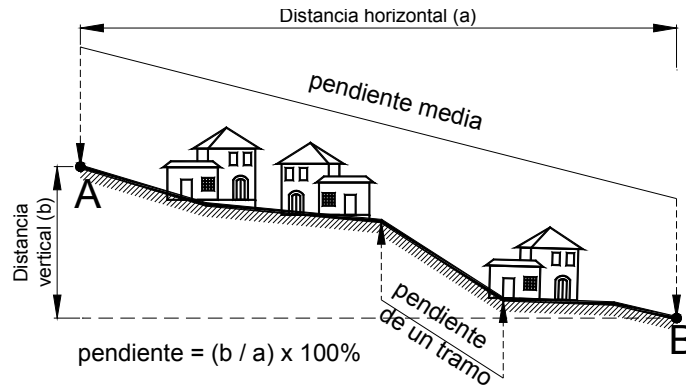 Distancia horizontal (a)
pendiente media
A
Distancia
vertical (b)
pendiente
de un tramo
B
pendiente = (b / a) x 100%